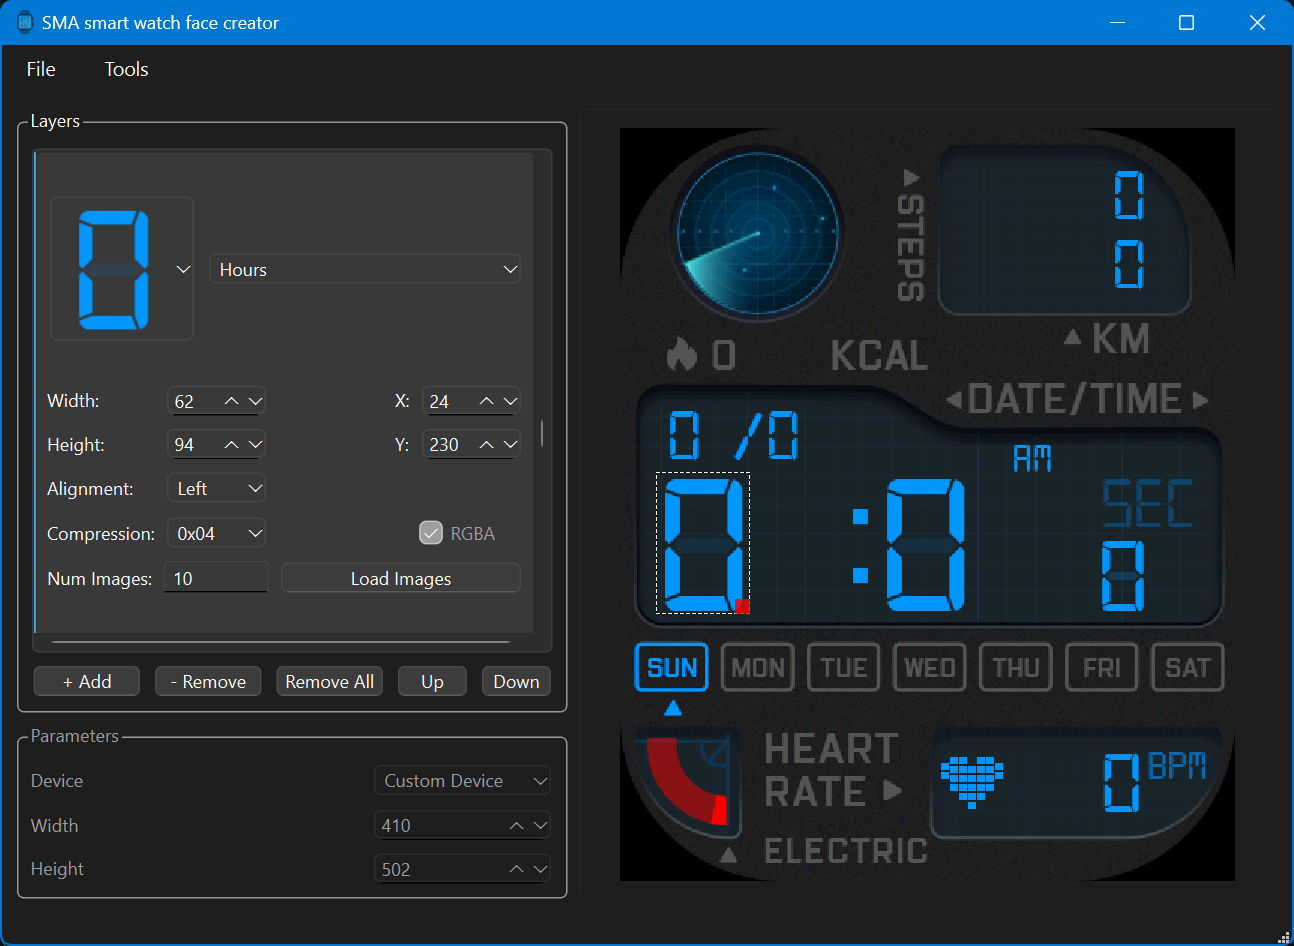 SMA smart watch face creator
File Tools
Layers
0
Hours
Width: 62 X: 24
Height: 94 Y: 230
Alignment: Left
Compression: 0x04 RGBA
Num Images: 10 Load Images
+ Add - Remove Remove All Up Down
Parameters
Device Custom Device
Width 410
Height 502
STEPS
0
0
KM
0 KCAL
DATE/TIME
0 /0
AM
0:0
SEC
0
SUN MON TUE WED THU FRI SAT
HEART
RATE
0 BPM
ELECTRIC